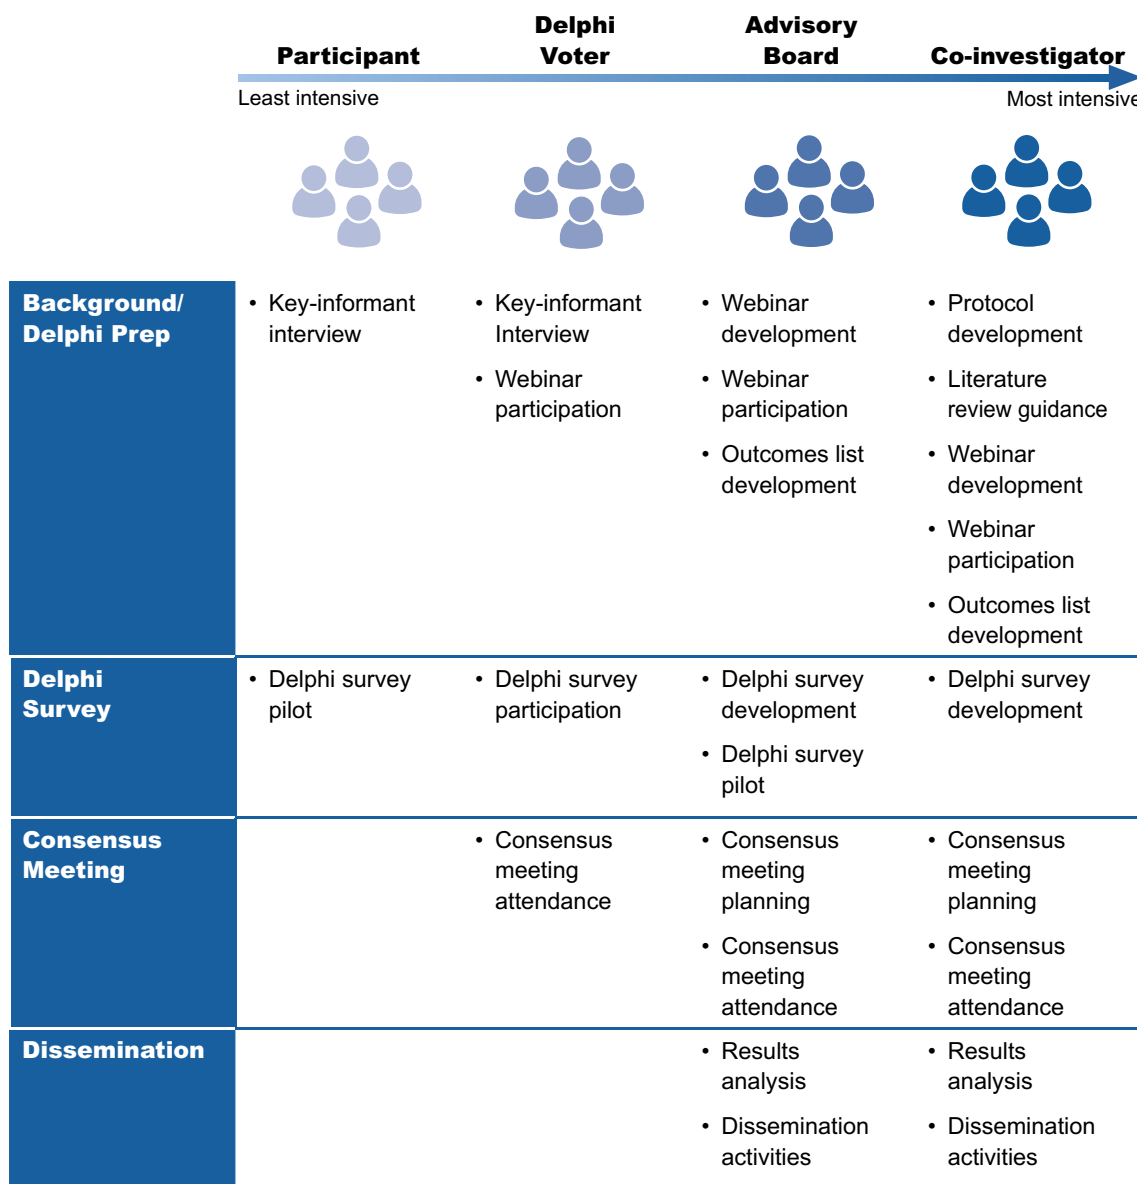 Participant
Delphi
Voter
Advisory
Board
Co-investigator
Least intensive
Most intensive
Background/
Delphi Prep
• Key-informant
interview
• Key-informant
Interview
• Webinar
participation
• Webinar
development
• Webinar
participation
• Outcomes list
development
• Protocol
development
• Literature
review guidance
• Webinar
development
• Webinar
participation
• Outcomes list
development
Delphi
Survey
• Delphi survey
pilot
• Delphi survey
participation
• Delphi survey
development
• Delphi survey
pilot
• Delphi survey
development
Consensus
Meeting
• Consensus
meeting
attendance
• Consensus
meeting
planning
• Consensus
meeting
attendance
• Consensus
meeting
planning
• Consensus
meeting
attendance
Dissemination
• Results
analysis
• Dissemination
activities
• Results
analysis
• Dissemination
activities